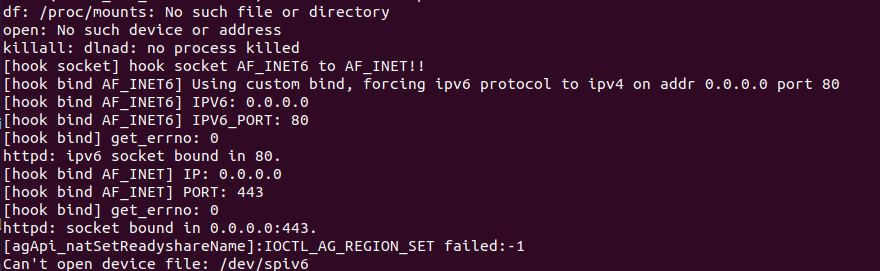 df: /proc/mounts: No such file or directory
open: No such device or address
killall: dlnad: no process killed
[hook socket] hook socket AF_INET6 to AF_INET!!
[hook bind AF_INET6] Using custom bind, forcing ipv6 protocol to ipv4 on addr 0.0.0.0 port 80
[hook bind AF_INET6] IPV6: 0.0.0.0
[hook bind AF_INET6] IPV6_PORT: 80
[hook bind] get_errno: 0
httpd: ipv6 socket bound in 80.
[hook bind AF_INET] IP: 0.0.0.0
[hook bind AF_INET] PORT: 443
[hook bind] get_errno: 0
httpd: socket bound in 0.0.0.0:443.
[agApi_natSetReadyshareName]:IOCTL_AG_REGION_SET failed:-1
Can't open device file: /dev/spiv6